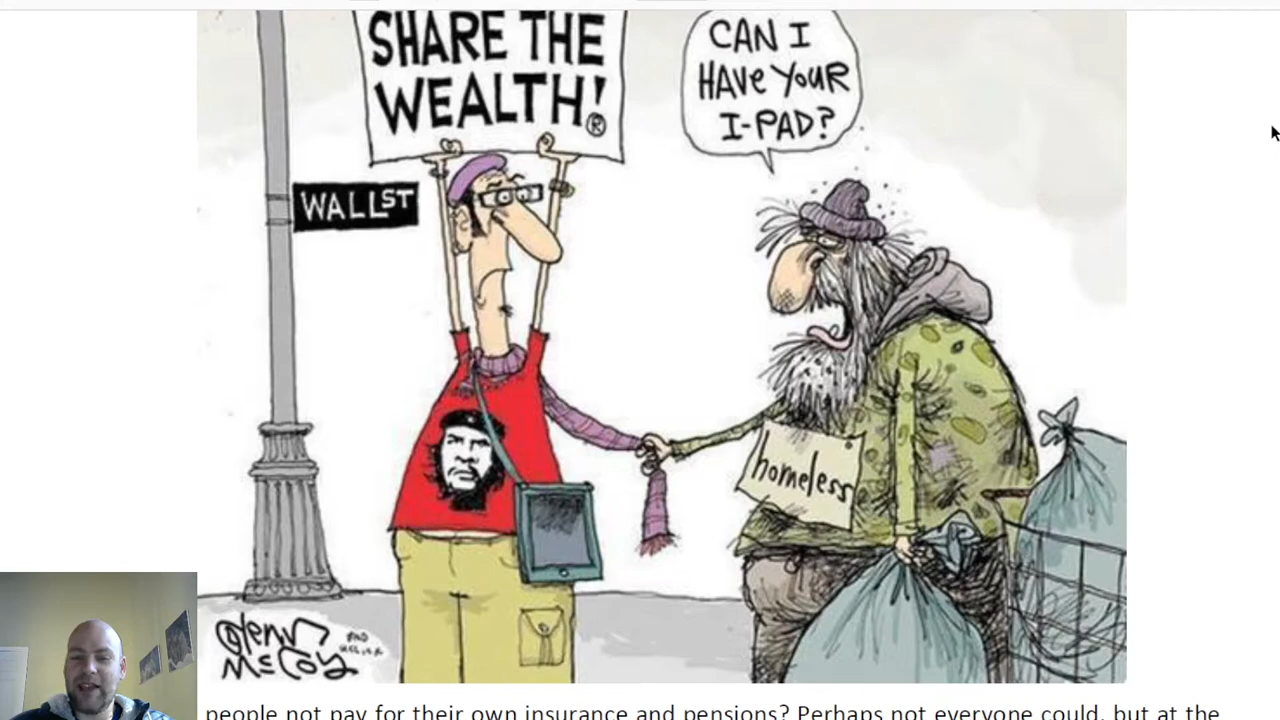 SHARE THE
WEALTH!
®
CAN I
HAVE YOUR
I-PAD?
WALL ST
homeless
Glenn
McCoy
people not pay for their own insurance and pensions? Perhaps not everyone could, but at the